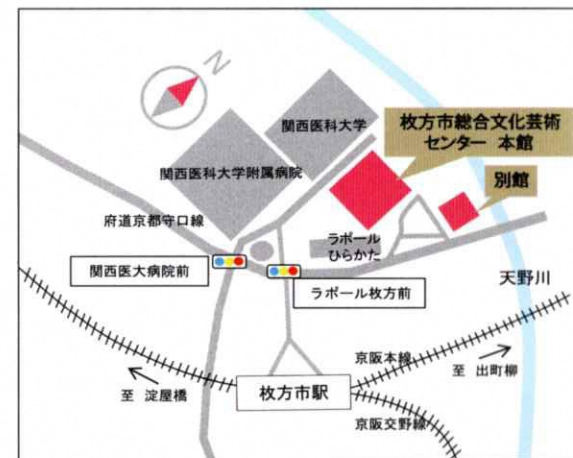 N
関西医科大学
枚方市総合文化芸術
センター 本館
関西医科大学附属病院
別館
府道京都守口線
ラポール
ひらかた
関西医大病院前
ラポール枚方前
天野川
京阪本線
至 淀屋橋
至 出町柳
枚方市駅
京阪交野線